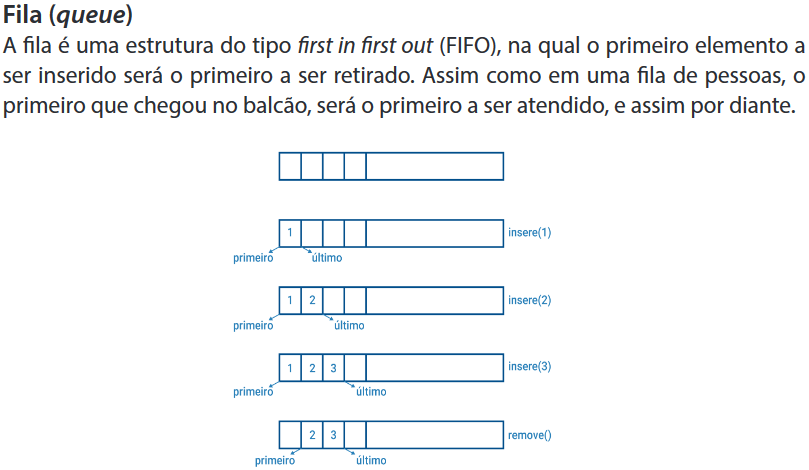 Fila (queue)
A fila é uma estrutura do tipo first in first out (FIFO), na qual o primeiro elemento a
ser inserido será o primeiro a ser retirado. Assim como em uma fila de pessoas, o
primeiro que chegou no balcão, será o primeiro a ser atendido, e assim por diante.
1 insere(1)
primeiro último
1 2 insere(2)
primeiro último
1 2 3 insere(3)
primeiro último
2 3 remove()
primeiro último